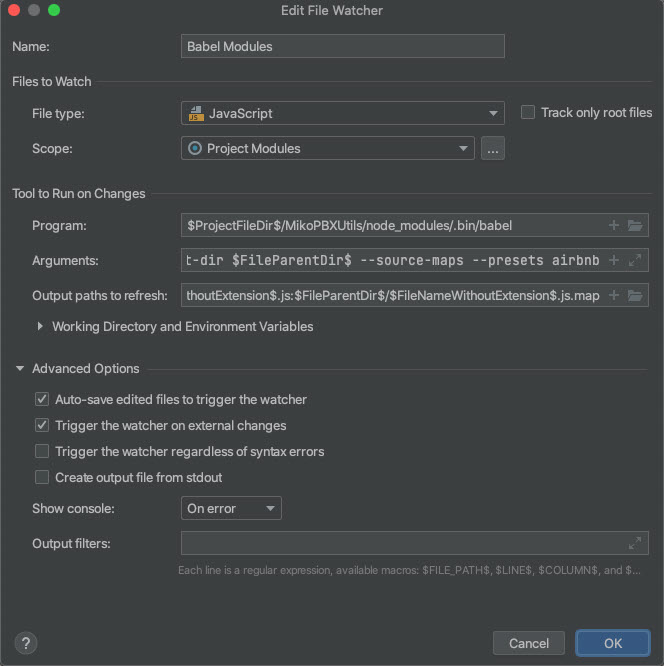 Edit File Watcher
Name: Babel Modules
Files to Watch
File type: JS JavaScript Track only root files
Scope: Project Modules ...
Tool to Run on Changes
Program: $ProjectFileDir$/MikoPBXUtils/node_modules/.bin/babel
Arguments: t-dir $FileParentDir$ --source-maps --presets airbnb
Output paths to refresh: thoutExtension$.js:$FileParentDir$/$FileNameWithoutExtension$.js.map
Working Directory and Environment Variables
Advanced Options
Auto-save edited files to trigger the watcher
Trigger the watcher on external changes
Trigger the watcher regardless of syntax errors
Create output file from stdout
Show console: On error
Output filters:
Each line is a regular expression, available macros: $FILE_PATH$, $LINE$, $COLUMN$, and $...
? Cancel OK